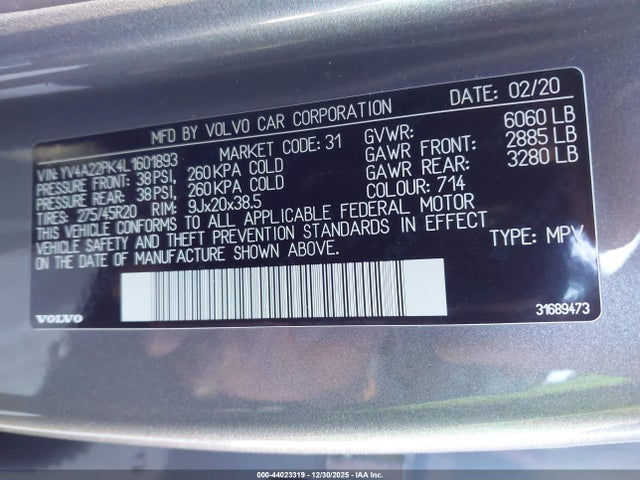 MFD BY VOLVO CAR CORPORATION DATE: 02/20
VIN: YV4A22PK4L1601893 MARKET CODE: 31 GVWR: 6060 LB
PRESSURE FRONT: 38 PSI, 260 KPA COLD GAWR FRONT: 2885 LB
PRESSURE REAR: 38 PSI, 260 KPA COLD GAWR REAR: 3280 LB
TIRES: 275/45R20 RIM: 9Jx20x38.5 COLOUR: 714
THIS VEHICLE CONFORMS TO ALL APPLICABLE FEDERAL MOTOR
VEHICLE SAFETY AND THEFT PREVENTION STANDARDS IN EFFECT
ON THE DATE OF MANUFACTURE SHOWN ABOVE. TYPE: MPV
VOLVO 31689473
000-44023319 - 12/30/2025 - IAA Inc.